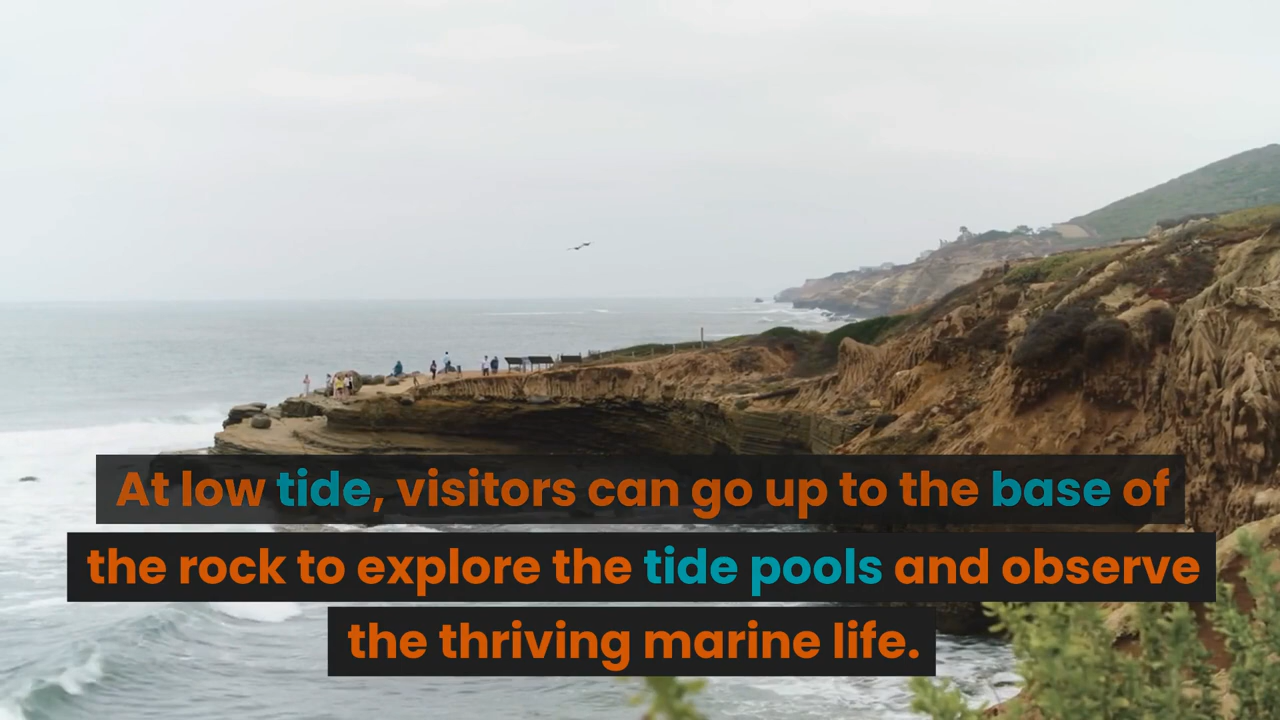 At low tide, visitors can go up to the base of
the rock to explore the tide pools and observe
the thriving marine life.